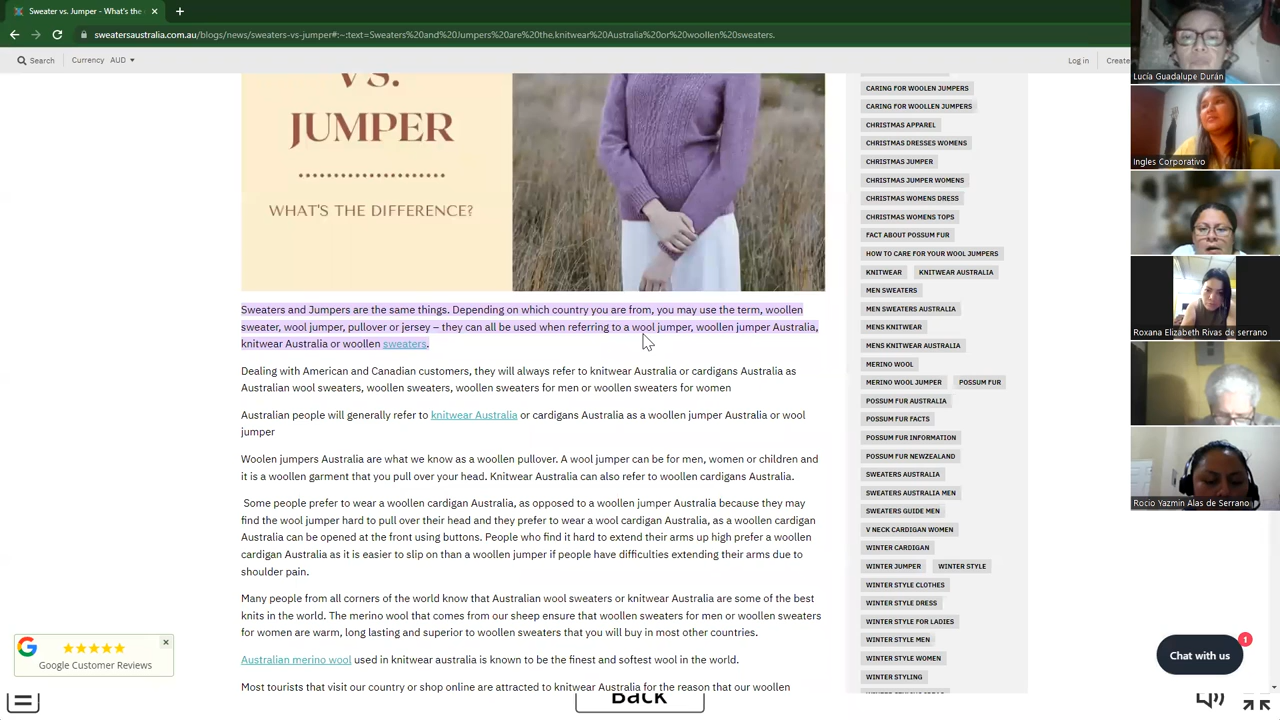 Sweater vs. Jumper - What's the
sweatersaustralia.com.au/blogs/news/sweaters-vs-jumper#:~:text=Sweaters%20and%20Jumpers%20are%20the,knitwear%20Australia%20or%20woollen%20sweaters.
Search
Currency AUD
Log in
Create
VS.
JUMPER
WHAT'S THE DIFFERENCE?
Sweaters and Jumpers are the same things. Depending on which country you are from, you may use the term, woollen
sweater, wool jumper, pullover or jersey – they can all be used when referring to a wool jumper, woollen jumper Australia,
knitwear Australia or woollen sweaters.
Dealing with American and Canadian customers, they will always refer to knitwear Australia or cardigans Australia as
Australian wool sweaters, woollen sweaters, woollen sweaters for men or woollen sweaters for women
Australian people will generally refer to knitwear Australia or cardigans Australia as a woollen jumper Australia or wool
jumper
Woollen jumpers Australia are what we know as a woollen pullover. A wool jumper can be for men, women or children and
it is a woollen garment that you pull over your head. Knitwear Australia can also refer to woollen cardigans Australia.
Some people prefer to wear a woollen cardigan Australia, as opposed to a woollen jumper Australia because they may
find the wool jumper hard to pull over their head and they prefer to wear a wool cardigan Australia, as a woollen cardigan
Australia can be opened at the front using buttons. People who find it hard to extend their arms up high prefer a woollen
cardigan Australia as it is easier to slip on than a woollen jumper if people have difficulties extending their arms due to
shoulder pain.
Many people from all corners of the world know that Australian wool sweaters or knitwear Australia are some of the best
knits in the world. The merino wool that comes from our sheep ensure that woollen sweaters for men or woollen sweaters
for women are warm, long lasting and superior to woollen sweaters that you will buy in most other countries.
Australian merino wool used in knitwear australia is known to be the finest and softest wool in the world.
Most tourists that visit our country or shop online are attracted to knitwear Australia for the reason that our woollen
CARING FOR WOOLEN JUMPERS
CARING FOR WOOLLEN JUMPERS
CHRISTMAS APPAREL
CHRISTMAS DRESSES WOMENS
CHRISTMAS JUMPER
CHRISTMAS JUMPER WOMENS
CHRISTMAS WOMENS DRESS
CHRISTMAS WOMENS TOPS
FACT ABOUT POSSUM FUR
HOW TO CARE FOR YOUR WOOL JUMPERS
KNITWEAR KNITWEAR AUSTRALIA
MEN SWEATERS
MEN SWEATERS AUSTRALIA
MENS KNITWEAR
MENS KNITWEAR AUSTRALIA
MERINO WOOL
MERINO WOOL JUMPER POSSUM FUR
POSSUM FUR AUSTRALIA
POSSUM FUR FACTS
POSSUM FUR INFORMATION
POSSUM FUR NEWZEALAND
SWEATERS AUSTRALIA
SWEATERS AUSTRALIA MEN
SWEATERS GUIDE MEN
V NECK CARDIGAN WOMEN
WINTER CARDIGAN
WINTER JUMPER WINTER STYLE
WINTER STYLE CLOTHES
WINTER STYLE DRESS
WINTER STYLE FOR LADIES
WINTER STYLE MEN
WINTER STYLE WOMEN
WINTER STYLING
Google Customer Reviews
Chat with us
1
Back
Lucía Guadalupe Durán
Ingles Corporativo
Roxana Elizabeth Rivas de serrano
Rocio Yazmin Alas de Serrano